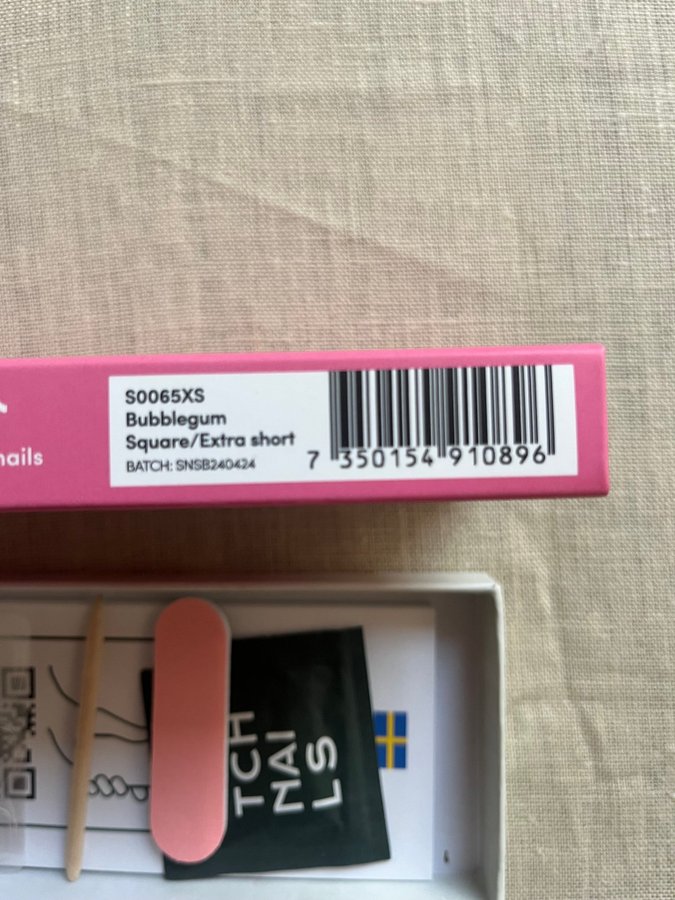 S0065XS
Bubblegum
Square/Extra short
BATCH: SNSB240424
7 350154 910896
nails
TCH
NAI
LS